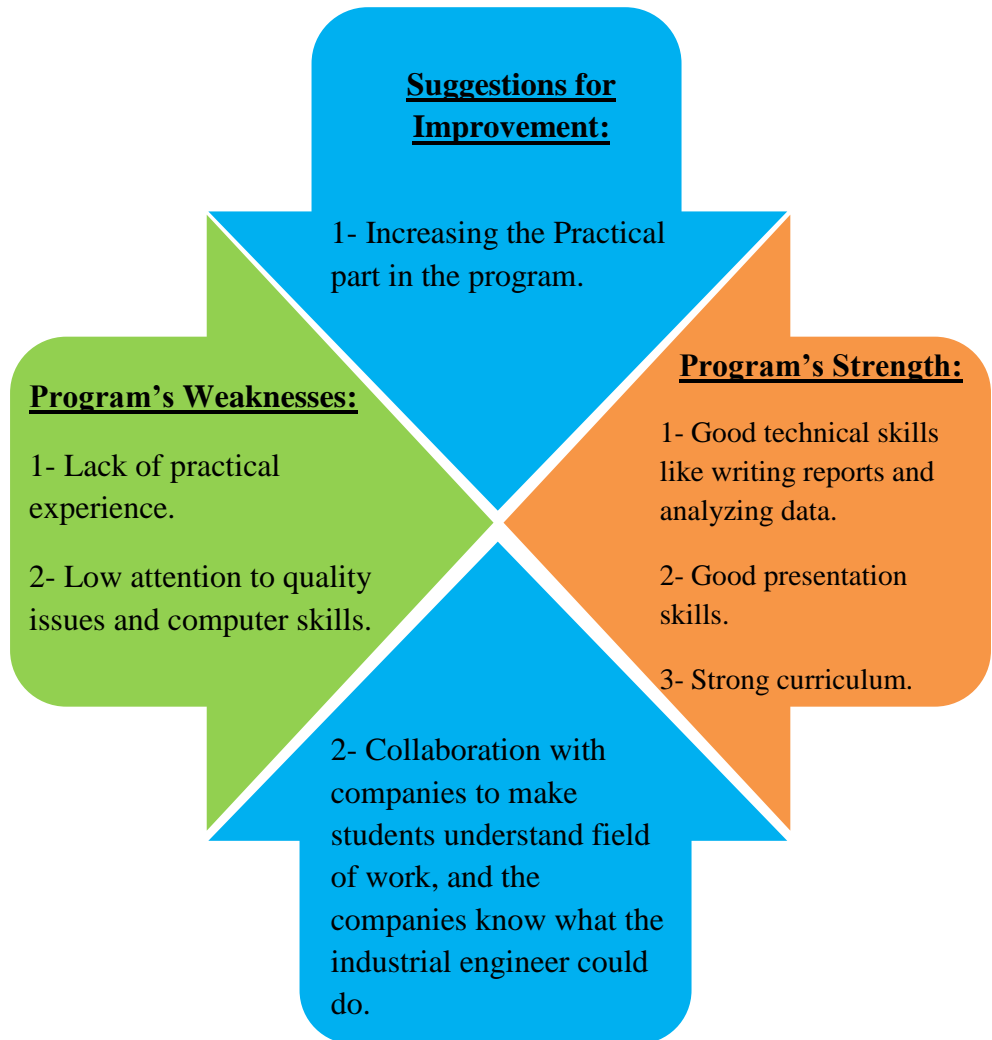 Suggestions for
Improvement:
1- Increasing the Practical
part in the program.
Program’s Weaknesses:
1- Lack of practical
experience.
2- Low attention to quality
issues and computer skills.
Program’s Strength:
1- Good technical skills
like writing reports and
analyzing data.
2- Good presentation
skills.
3- Strong curriculum.
2- Collaboration with
companies to make
students understand field
of work, and the
companies know what the
industrial engineer could
do.